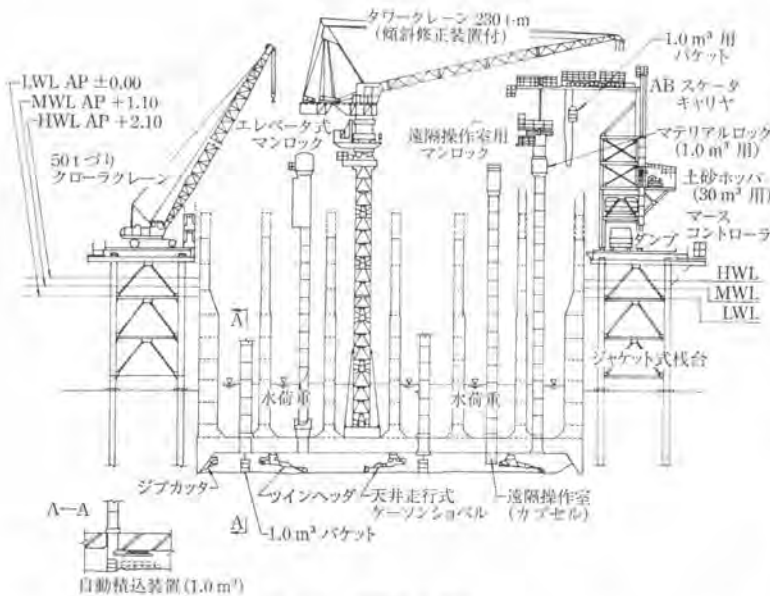 タワークレーン 230 t·m
(傾斜修正装置付)
1.0 m³ 用
バケット
LWL AP ±0.00
MWL AP +1.10
HWL AP +2.10
ABスケータ
キャリヤ
エレベータ式
マンロック
遠隔操作室用
マンロック
マテリアルロック
(1.0 m³ 用)
50tづり
クローラクレーン
土砂ホッパ
(30 m³ 用)
マース
コントローラ
ダンプ
HWL
MWL
LWL
A
ジャケット式桟台
水荷重
水荷重
ジブカッタ
ツインヘッダ
天井走行式
ケーソンショベル
遠隔操作室
(カプセル)
A
1.0 m³ バケット
A—A
自動積込装置(1.0 m³)